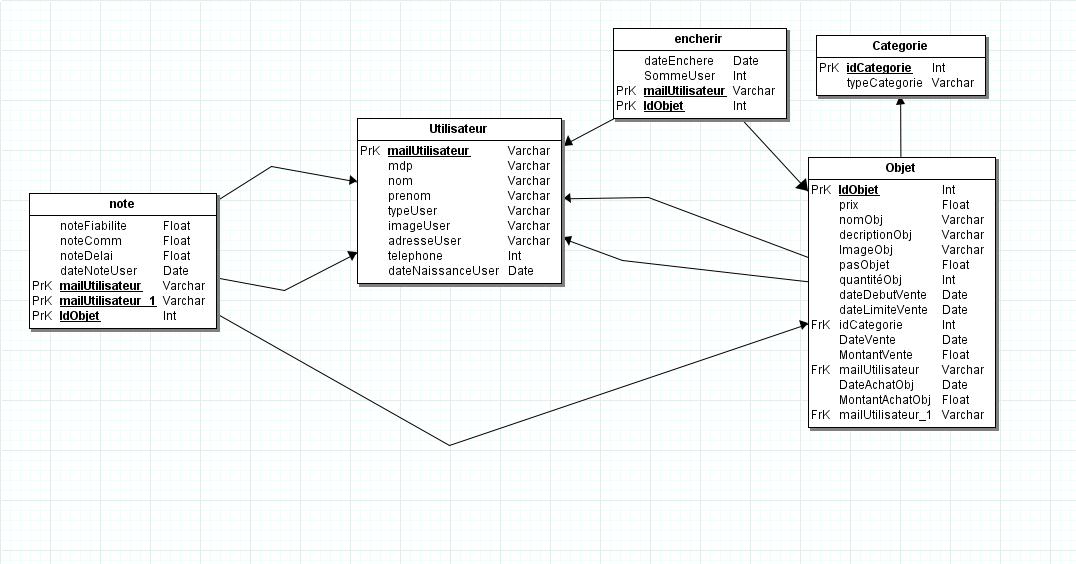 encherir
dateEnchere Date
SommeUser Int
PrK mailUtilisateur Varchar
PrK IdObjet Int
Categorie
PrK idCategorie Int
typeCategorie Varchar
Utilisateur
PrK mailUtilisateur Varchar
mdp Varchar
nom Varchar
prenom Varchar
typeUser Varchar
imageUser Varchar
adresseUser Varchar
telephone Int
dateNaissanceUser Date
note
noteFiabilite Float
noteComm Float
noteDelai Float
dateNoteUser Date
PrK mailUtilisateur Varchar
PrK mailUtilisateur_1 Varchar
PrK IdObjet Int
Objet
PrK IdObjet Int
prix Float
nomObj Varchar
decriptionObj Varchar
ImageObj Varchar
pasObjet Float
quantitéObj Int
dateDebutVente Date
dateLimiteVente Date
FrK idCategorie Int
DateVente Date
MontantVente Float
FrK mailUtilisateur Varchar
DateAchatObj Date
MontantAchatObj Float
FrK mailUtilisateur_1 Varchar